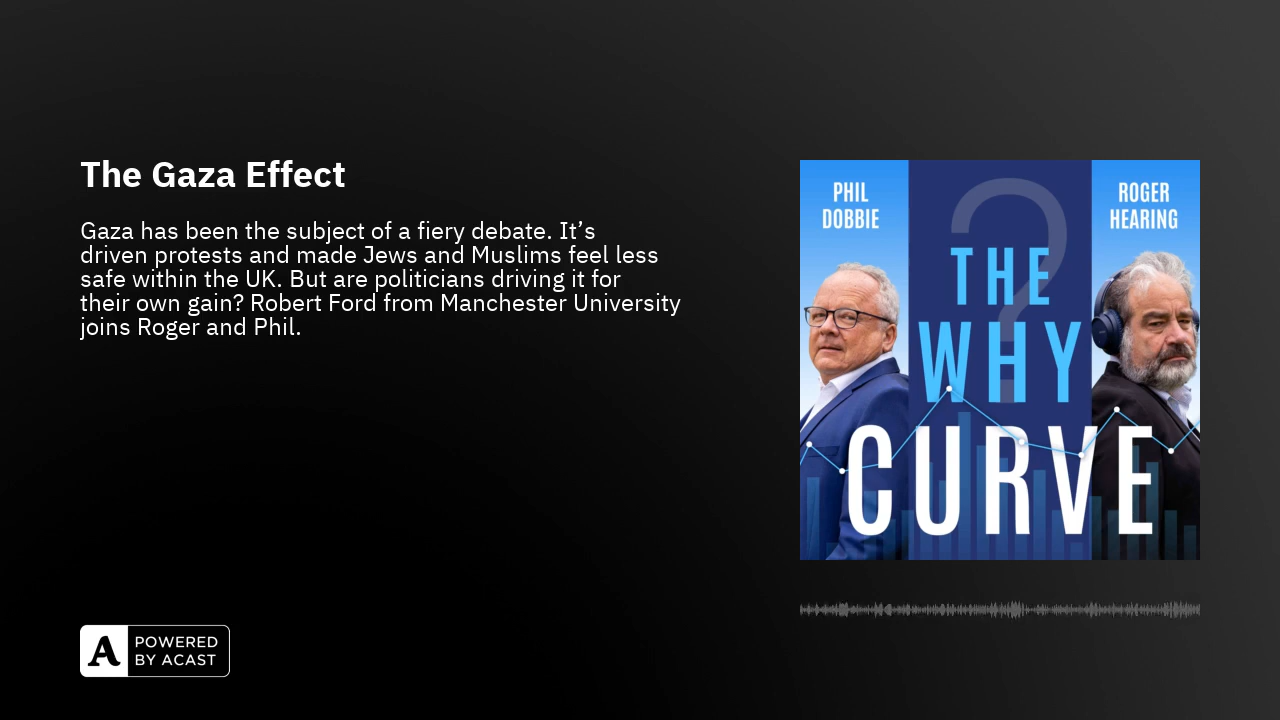 The Gaza Effect
Gaza has been the subject of a fiery debate. It’s
driven protests and made Jews and Muslims feel less
safe within the UK. But are politicians driving it for
their own gain? Robert Ford from Manchester University
joins Roger and Phil.
PHIL
DOBBIE
ROGER
HEARING
?
THE
WHY
CURVE
A
POWERED
BY ACAST